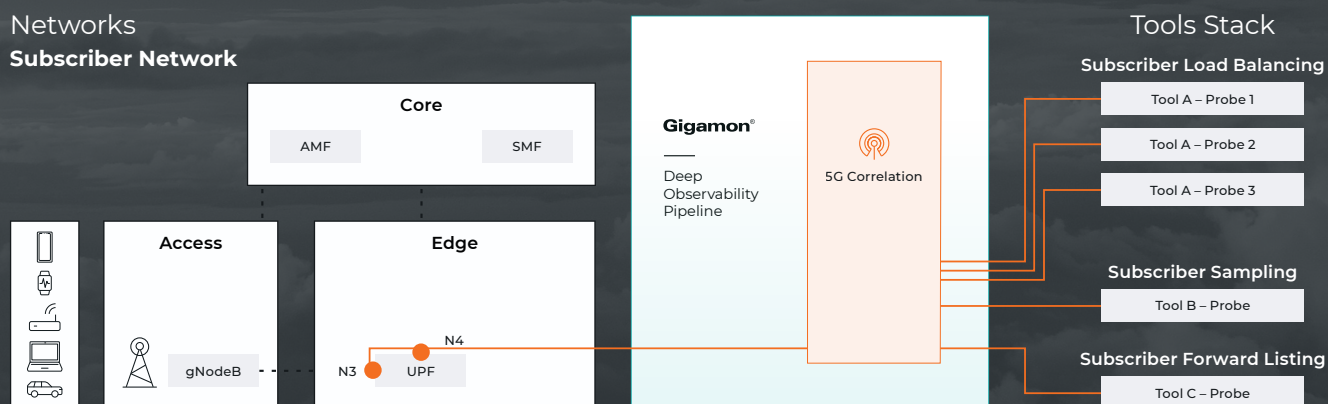 Networks
Subscriber Network
Core
AMF
SMF
Access
gNodeB
Edge
N4
N3
UPF
Gigamon®
Deep
Observability
Pipeline
5G Correlation
Tools Stack
Subscriber Load Balancing
Tool A – Probe 1
Tool A – Probe 2
Tool A – Probe 3
Subscriber Sampling
Tool B – Probe
Subscriber Forward Listing
Tool C – Probe